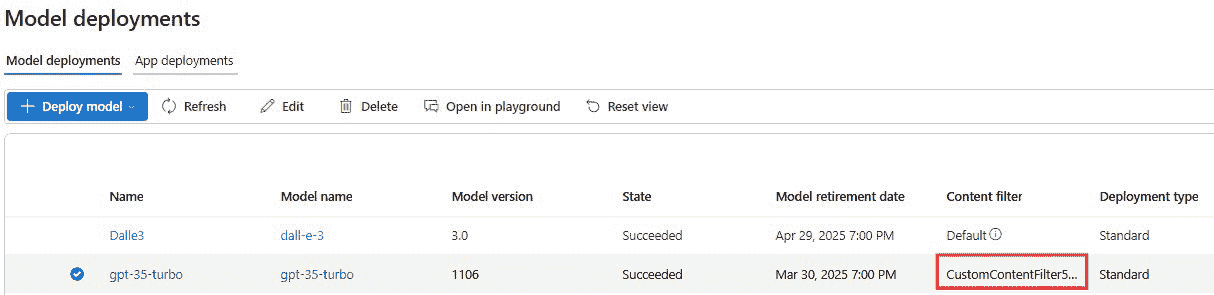 Model deployments
Model deployments App deployments
Deploy model Refresh Edit Delete Open in playground Reset view
Name Model name Model version State Model retirement date Content filter Deployment type
Dalle3 dall-e-3 3.0 Succeeded Apr 29, 2025 7:00 PM Default Standard
gpt-35-turbo gpt-35-turbo 1106 Succeeded Mar 30, 2025 7:00 PM CustomContentFilter5... Standard